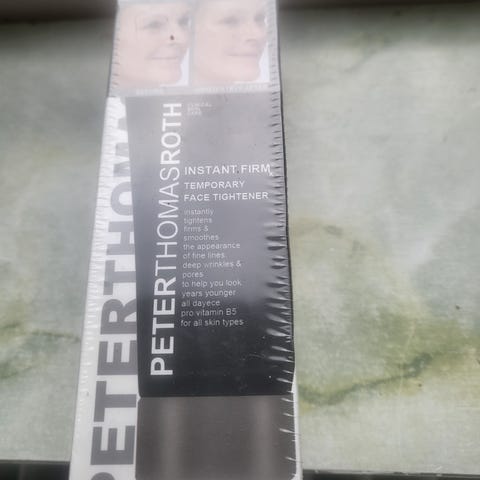 BEFORE
CLINICAL
SKIN
CARE
PETERTHOMASROTH
INSTANT FIRM
TEMPORARY
FACE TIGHTENER
instantly
tightens
firms &
smoothes
the appearance
of fine lines
deep wrinkles &
pores
to help you look
years younger
all dayece
pro.vitamin B5
for all skin types
PETERTHOMA